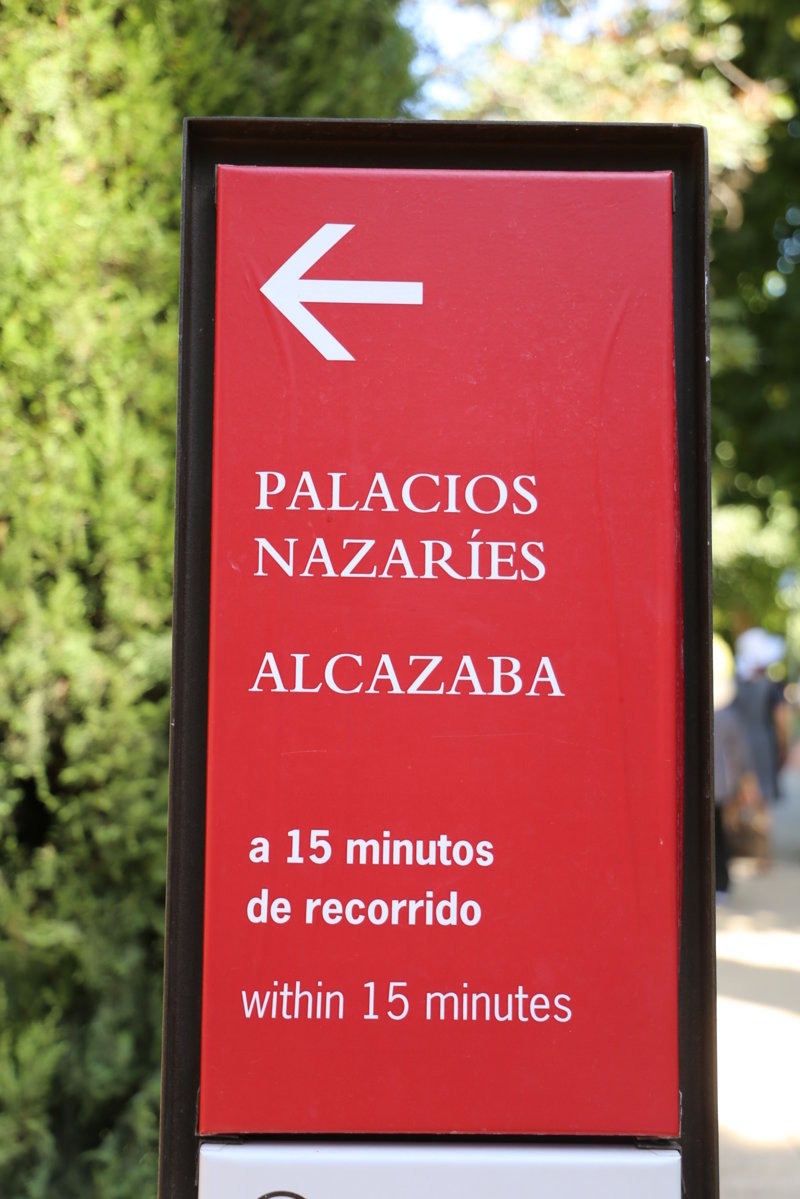 PALACIOS
NAZARÍES
ALCAZABA
a 15 minutos
de recorrido
within 15 minutes